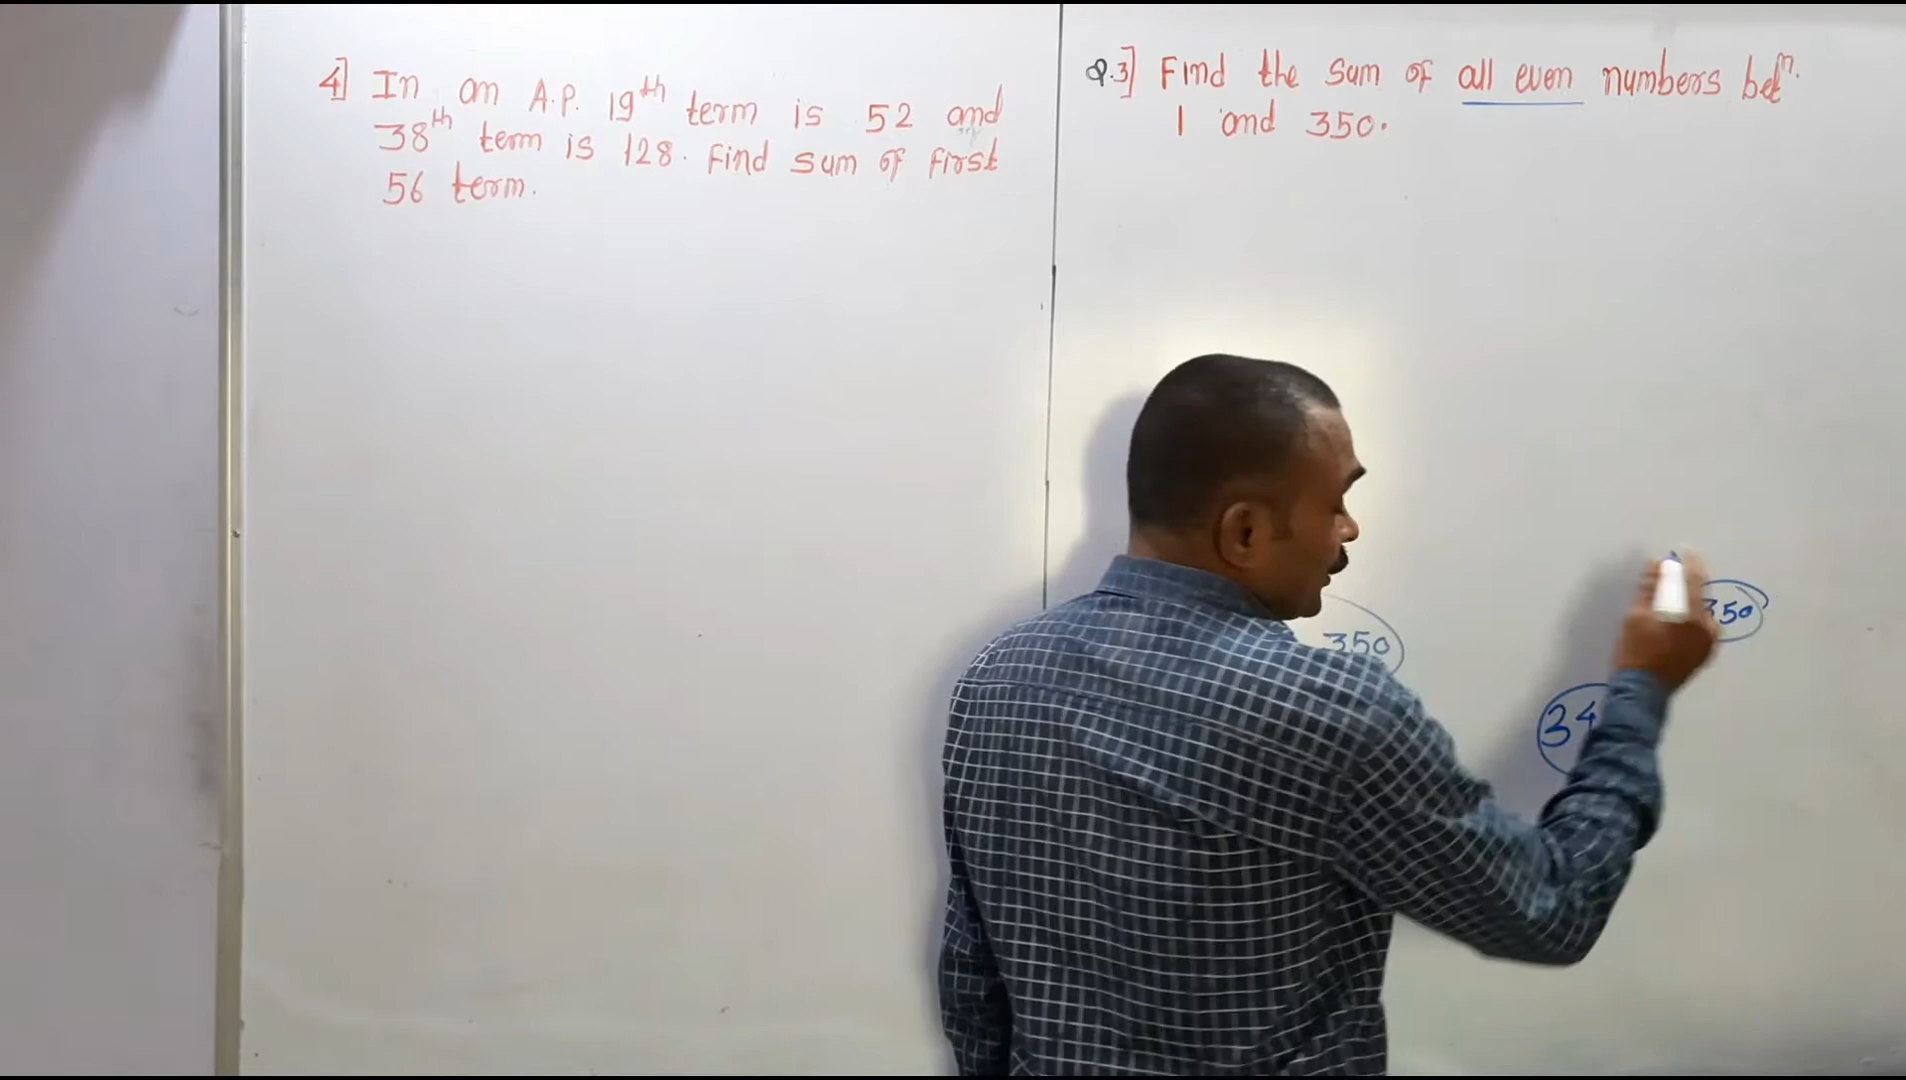 4] In an A.P. 19th term is 52 and
38th term is 128. Find sum of first
56 term.
Q.3] Find the sum of all even numbers betn.
1 and 350.
350
350
34